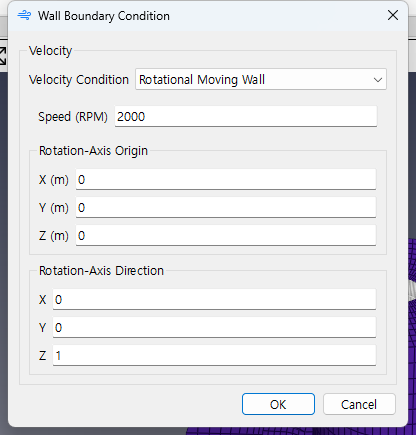 Wall Boundary Condition
Velocity
Velocity Condition Rotational Moving Wall
Speed (RPM) 2000
Rotation-Axis Origin
X (m) 0
Y (m) 0
Z (m) 0
Rotation-Axis Direction
X 0
Y 0
Z 1
OK Cancel